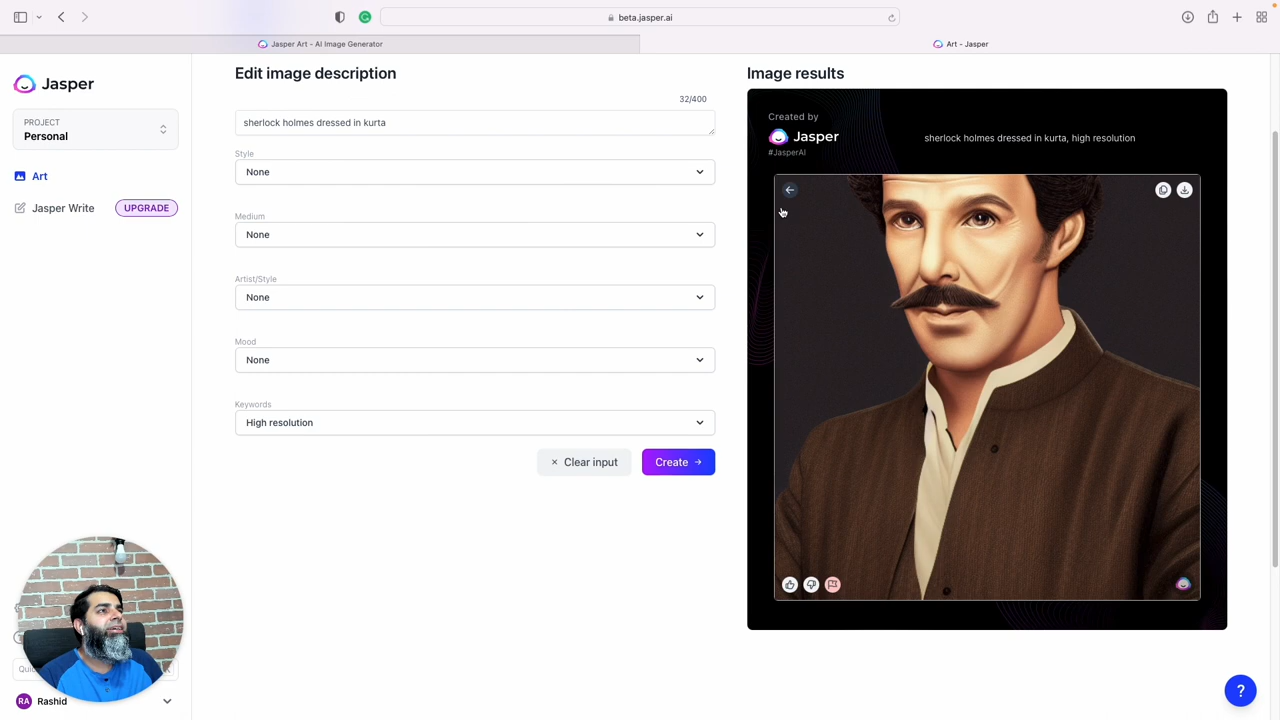 beta.jasper.ai
Jasper Art - AI Image Generator
Art - Jasper
Jasper
PROJECT
Personal
Art
Jasper Write
UPGRADE
RA
Rashid
Edit image description
32/400
sherlock holmes dressed in kurta
Style
None
Medium
None
Artist/Style
None
Mood
None
Keywords
High resolution
× Clear input
Create →
Image results
Created by
Jasper
#JasperAI
sherlock holmes dressed in kurta, high resolution
?